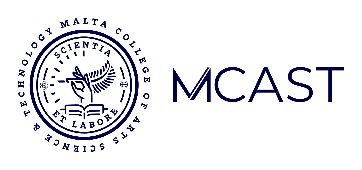 MALTA COLLEGE OF ARTS SCIENCE & TECHNOLOGY
SCIENTIA
ET LABORE
MCAST